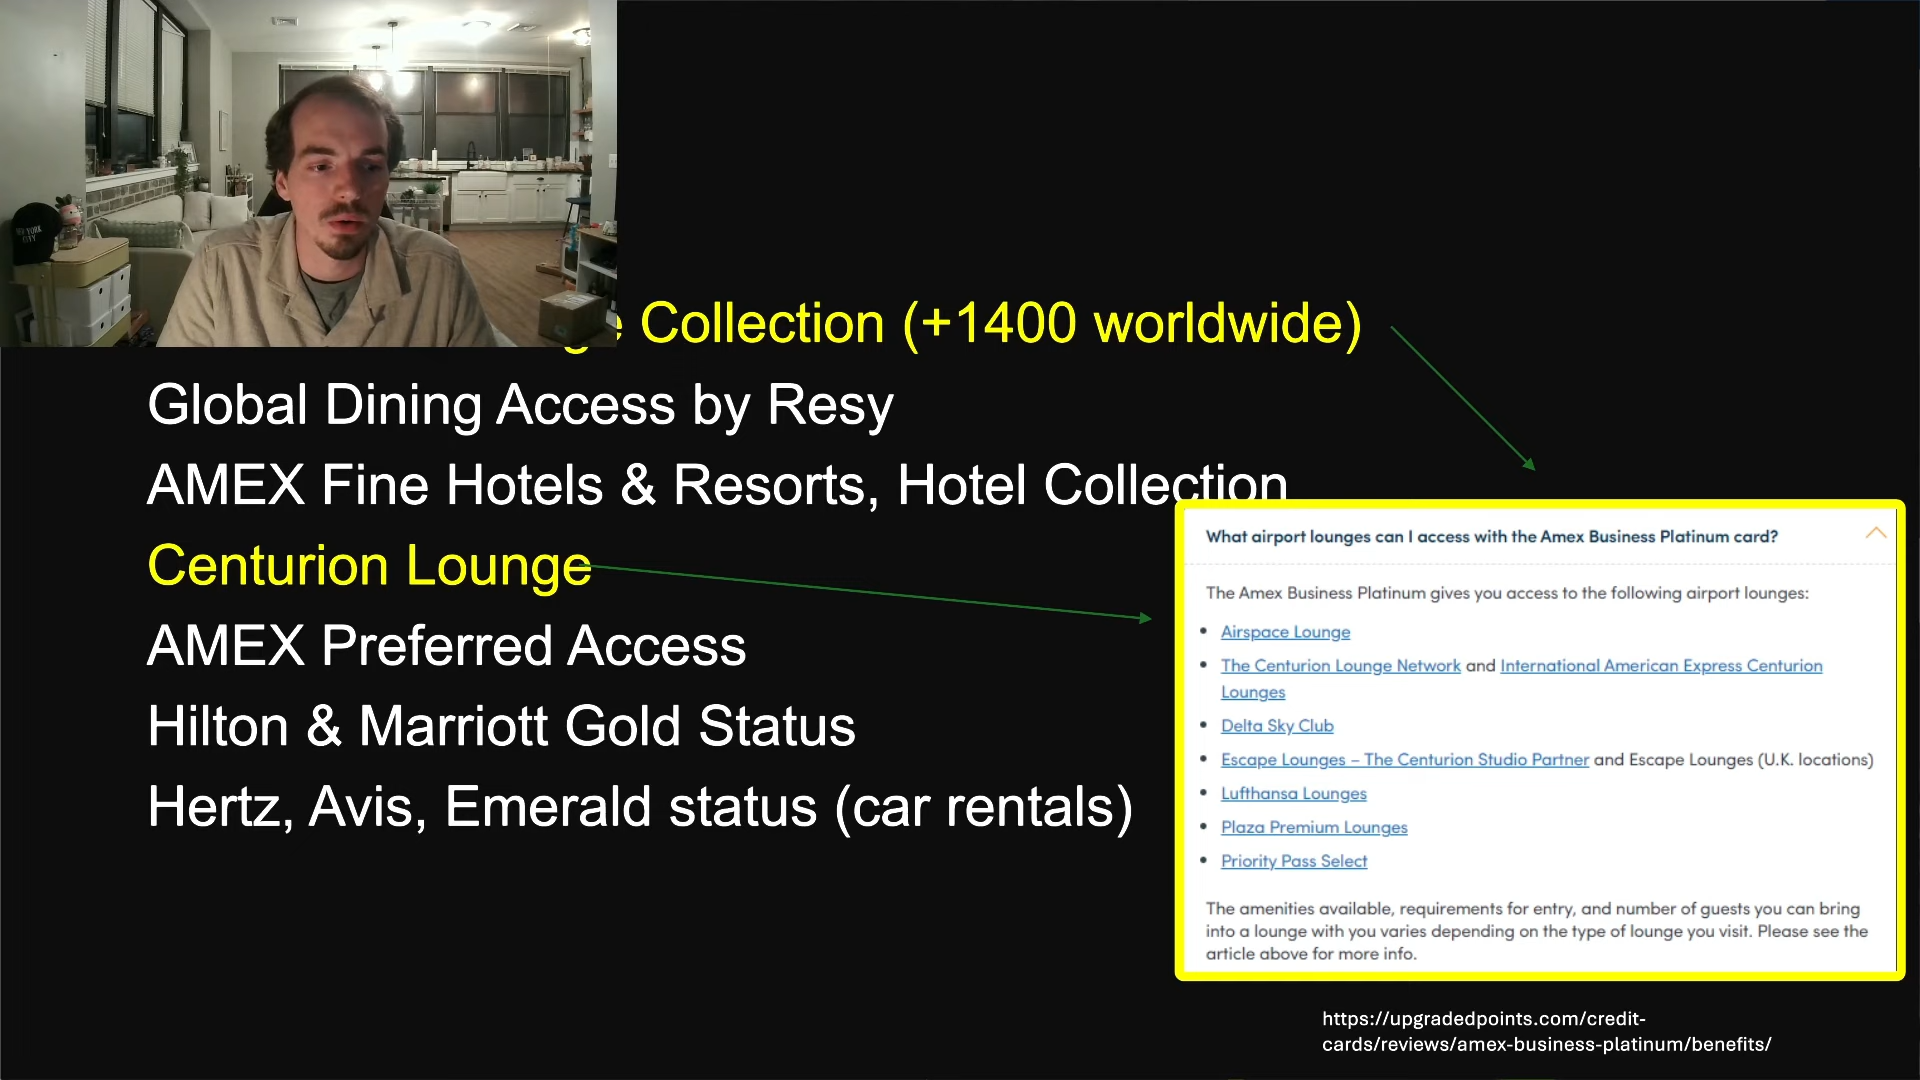 NEW YORK
CITY
Collection (+1400 worldwide)
Global Dining Access by Resy
AMEX Fine Hotels & Resorts, Hotel Collection
Centurion Lounge
AMEX Preferred Access
Hilton & Marriott Gold Status
Hertz, Avis, Emerald status (car rentals)
What airport lounges can I access with the Amex Business Platinum card?
The Amex Business Platinum gives you access to the following airport lounges:
• Airspace Lounge
• The Centurion Lounge Network and International American Express Centurion
Lounges
• Delta Sky Club
• Escape Lounges – The Centurion Studio Partner and Escape Lounges (U.K. locations)
• Lufthansa Lounges
• Plaza Premium Lounges
• Priority Pass Select
The amenities available, requirements for entry, and number of guests you can bring
into a lounge with you varies depending on the type of lounge you visit. Please see the
article above for more info.
https://upgradedpoints.com/credit-
cards/reviews/amex-business-platinum/benefits/